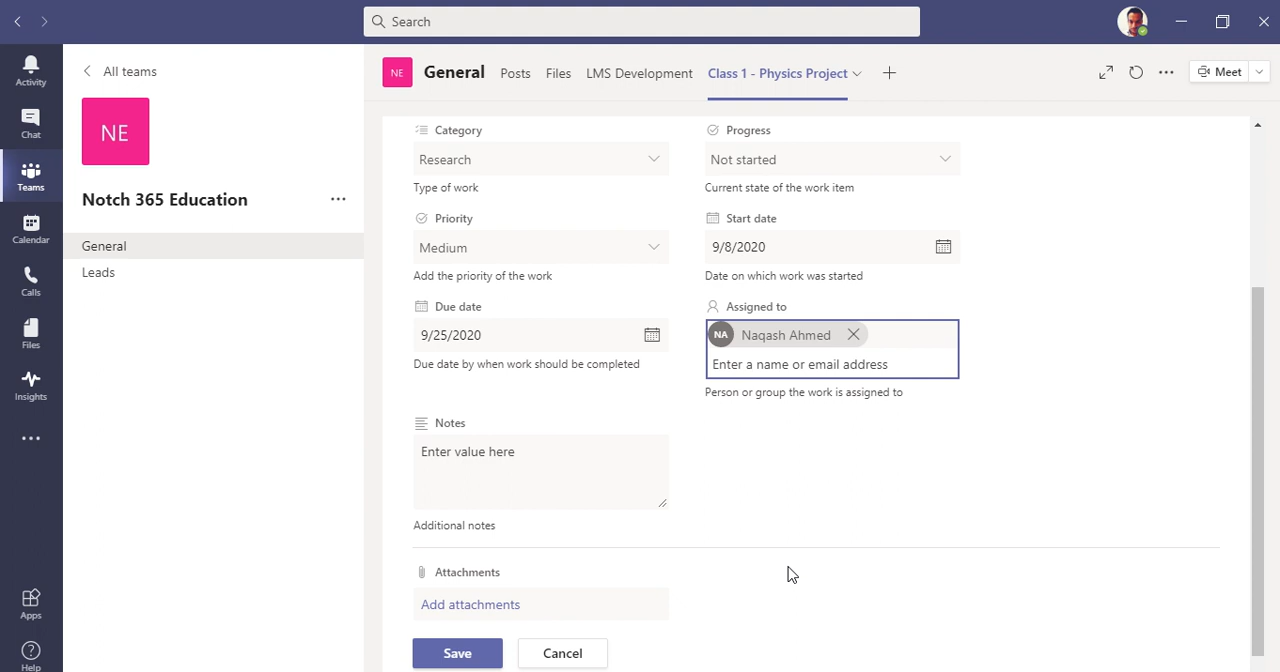 Search
Activity
Chat
Teams
Calendar
Calls
Files
Insights
Apps
Help
All teams
NE
Notch 365 Education
General
Leads
NE
General
Posts
Files
LMS Development
Class 1 - Physics Project
Meet
Category
Research
Type of work
Progress
Not started
Current state of the work item
Priority
Medium
Add the priority of the work
Start date
9/8/2020
Date on which work was started
Due date
9/25/2020
Due date by when work should be completed
Assigned to
NA
Naqash Ahmed
Enter a name or email address
Person or group the work is assigned to
Notes
Enter value here
Additional notes
Attachments
Add attachments
Save
Cancel